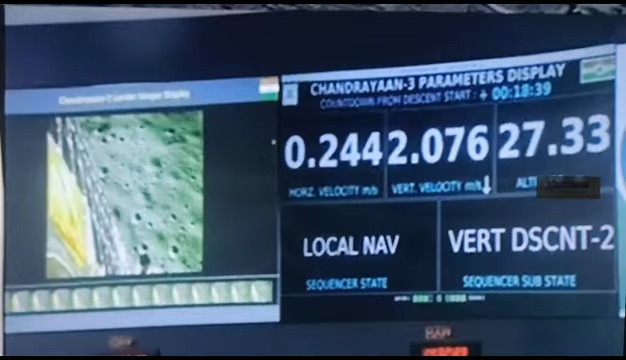 Chandrayaan-3 Lander Imager Display
CHANDRAYAAN-3 PARAMETERS DISPLAY
COUNTDOWN FROM DESCENT START : + 00:18:39
0.244 2.076 27.33
HORZ. VELOCITY m/s VERT. VELOCITY m/s↓
LOCAL NAV VERT DSCNT-2
SEQUENCER STATE SEQUENCER SUB STATE